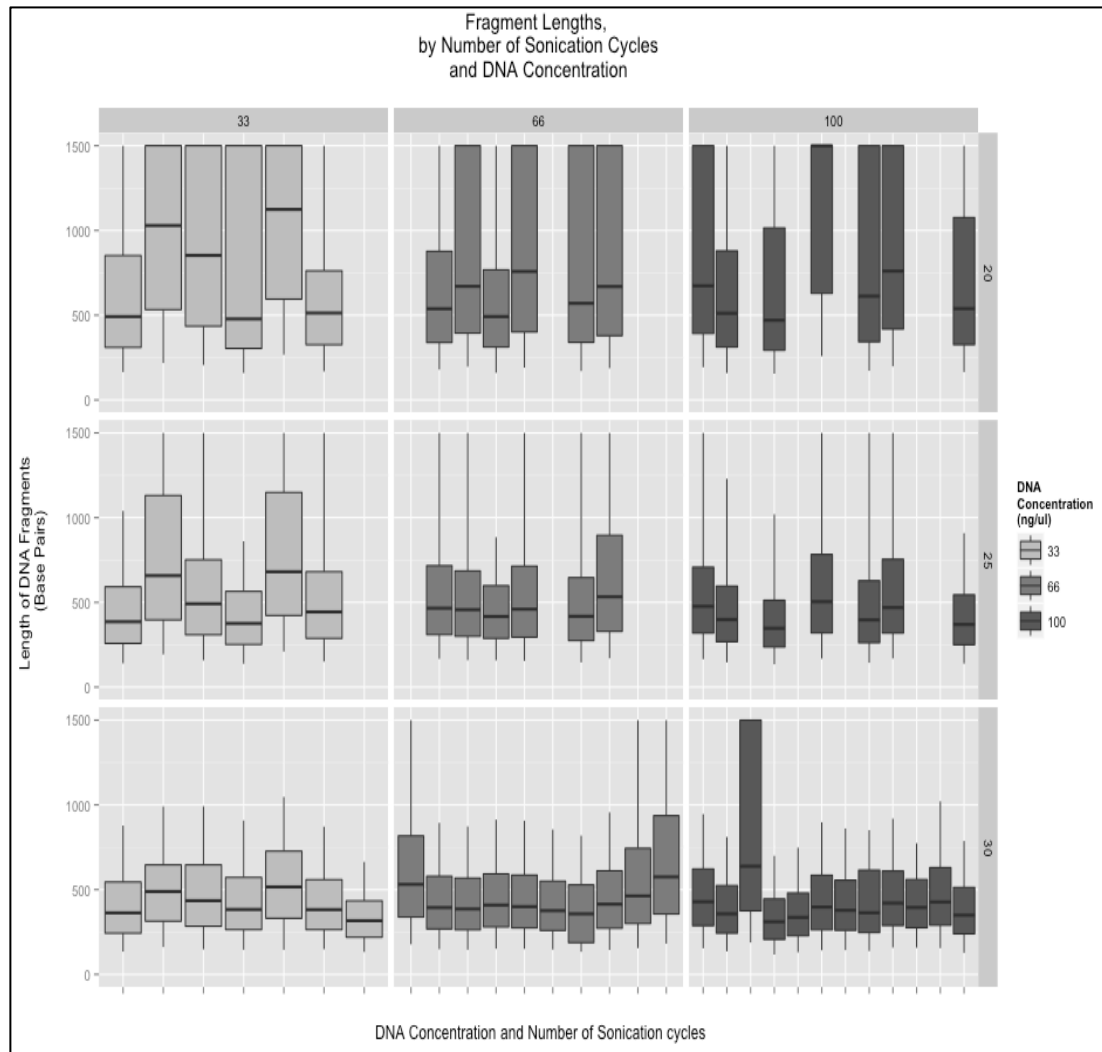 Fragment Lengths,
by Number of Sonication Cycles
and DNA Concentration
33
66
100
1500
1000
500
0
20
1500
1000
500
0
25
1500
1000
500
0
30
Length of DNA Fragments
(Base Pairs)
DNA Concentration and Number of Sonication cycles
DNA
Concentration
(ng/ul)
33
66
100